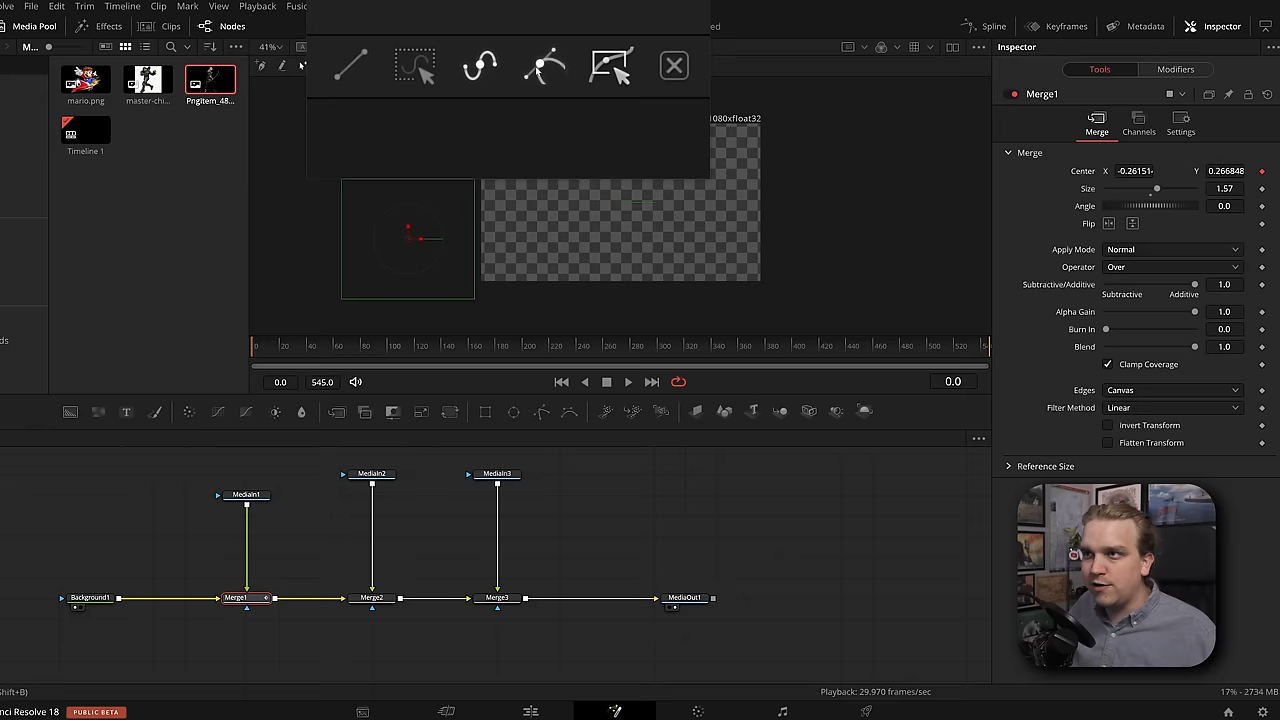 File Edit Trim Timeline Clip Mark View Playback
Media Pool Effects Clips Nodes Spline Keyframes Metadata Inspector
M... 41% Inspector
Tools Modifiers
mario.png master-chi... PngItem_48... Merge1
Timeline 1
Merge Channels Settings
Merge
Center X -0.26151 Y 0.266848
Size 1.57
Angle 0.0
Flip
Apply Mode Normal
Operator Over
Subtractive/Additive 1.0
Subtractive Additive
Alpha Gain 1.0
Burn In 0.0
Blend 1.0
Clamp Coverage
Edges Canvas
Filter Method Linear
Invert Transform
Flatten Transform
Reference Size
0 20 40 60 80 100 120 140 160 180 200 220 240 260 280 300 320 340 360 380 400 420 440 460 480 500 520
0.0 545.0 0.0
MediaIn2 MediaIn3
MediaIn1
Background1 Merge1 Merge2 Merge3 MediaOut1
Shift+B) Playback: 29.970 frames/sec 17% - 2734 MB
nci Resolve 18 PUBLIC BETA